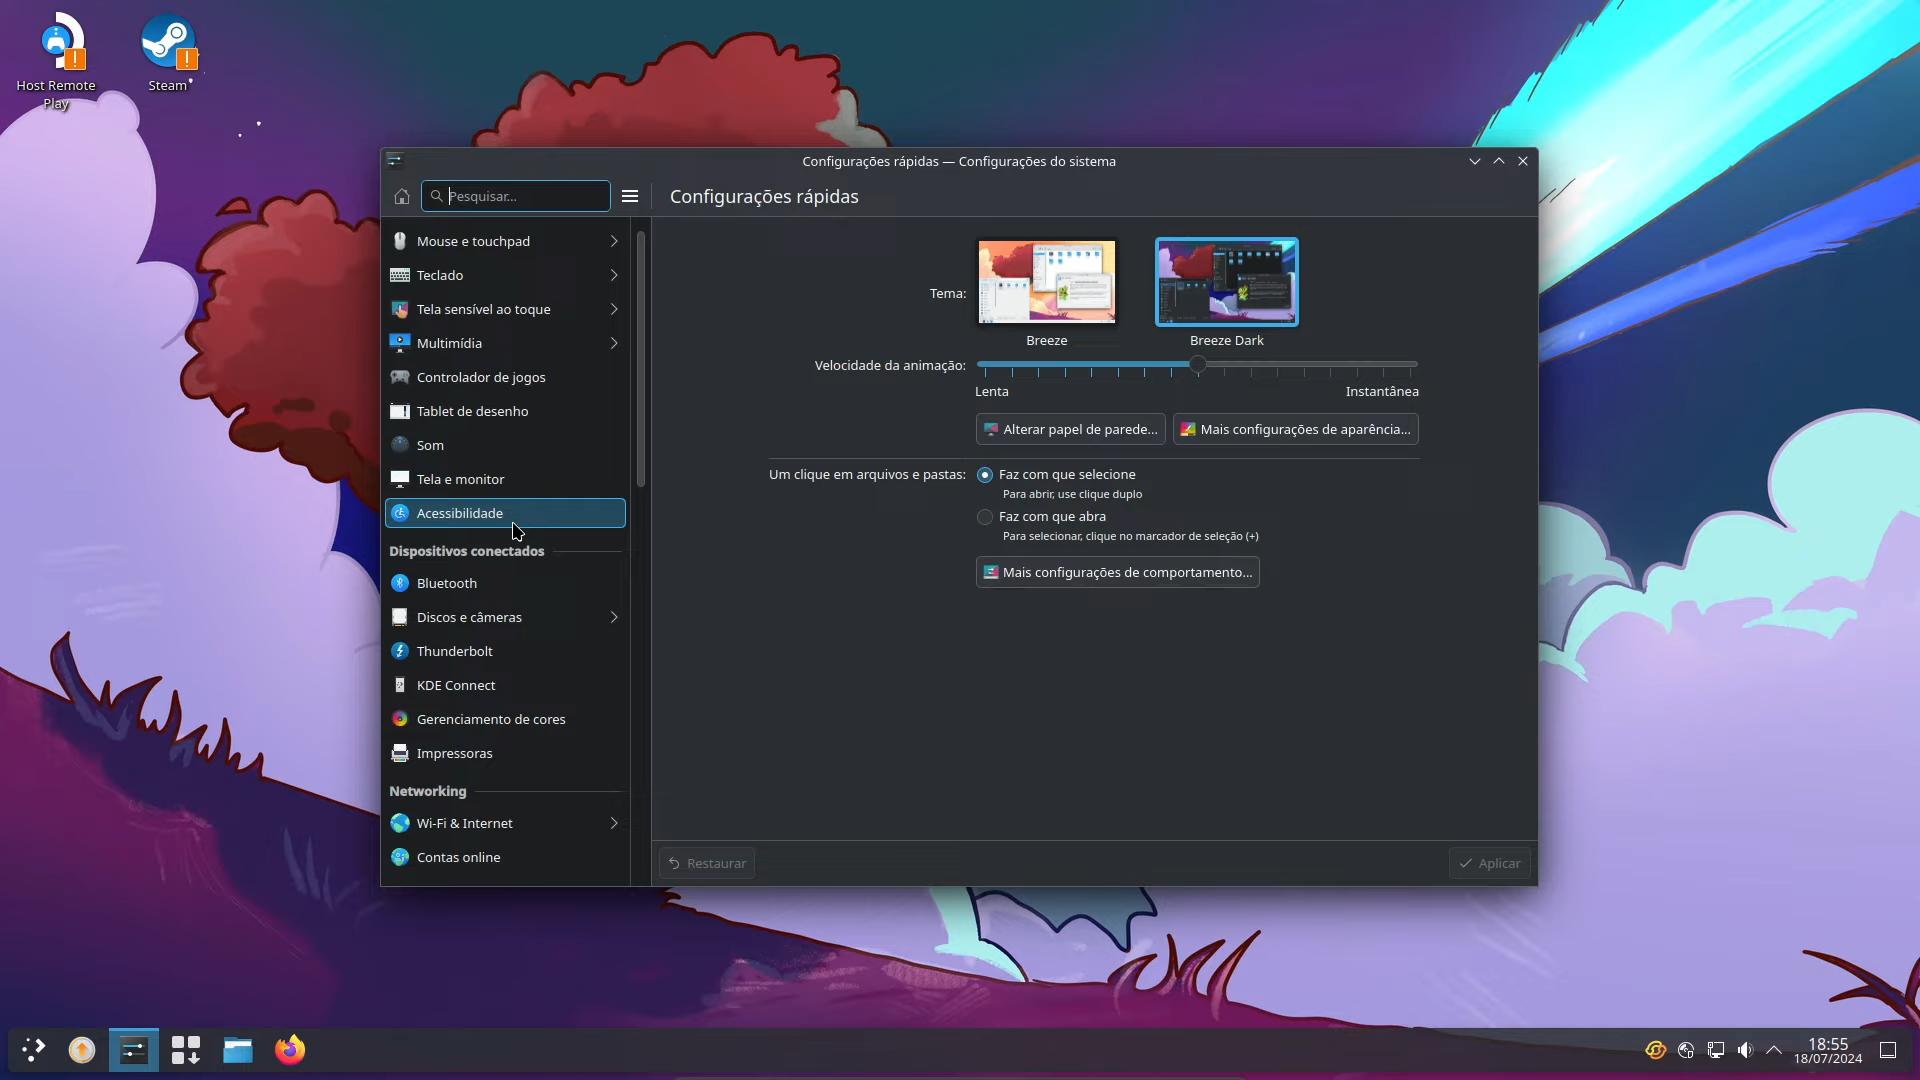 Host Remote
Play
Steam
Configurações rápidas — Configurações do sistema
Pesquisar...
Configurações rápidas
Mouse e touchpad
Teclado
Tela sensível ao toque
Multimídia
Controlador de jogos
Tablet de desenho
Som
Tela e monitor
Acessibilidade
Dispositivos conectados
Bluetooth
Discos e câmeras
Thunderbolt
KDE Connect
Gerenciamento de cores
Impressoras
Networking
Wi-Fi & Internet
Contas online
Tema:
Breeze
Breeze Dark
Velocidade da animação:
Lenta
Instantânea
Alterar papel de parede...
Mais configurações de aparência...
Um clique em arquivos e pastas:
Faz com que selecione
Para abrir, use clique duplo
Faz com que abra
Para selecionar, clique no marcador de seleção (+)
Mais configurações de comportamento...
Restaurar
Aplicar
18:55
18/07/2024